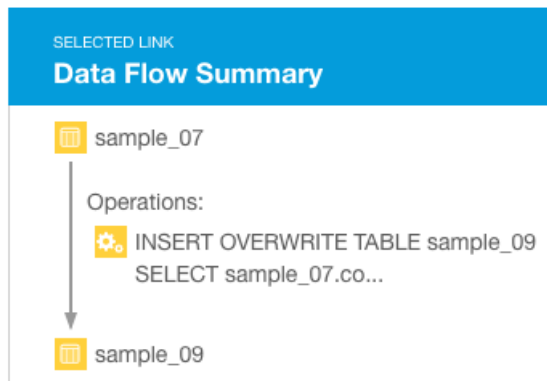 SELECTED LINK
Data Flow Summary
sample_07
Operations:
INSERT OVERWRITE TABLE sample_09
SELECT sample_07.co...
sample_09